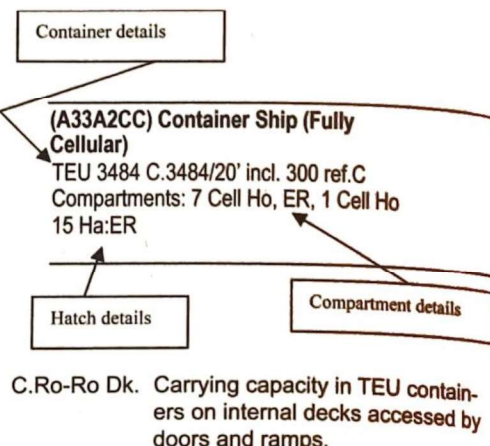 Container details
(A33A2CC) Container Ship (Fully
Cellular)
TEU 3484 C.3484/20' incl. 300 ref.C
Compartments: 7 Cell Ho, ER, 1 Cell Ho
15 Ha:ER
Hatch details
Compartment details
C.Ro-Ro Dk. Carrying capacity in TEU contain-
ers on internal decks accessed by
doors and ramps.